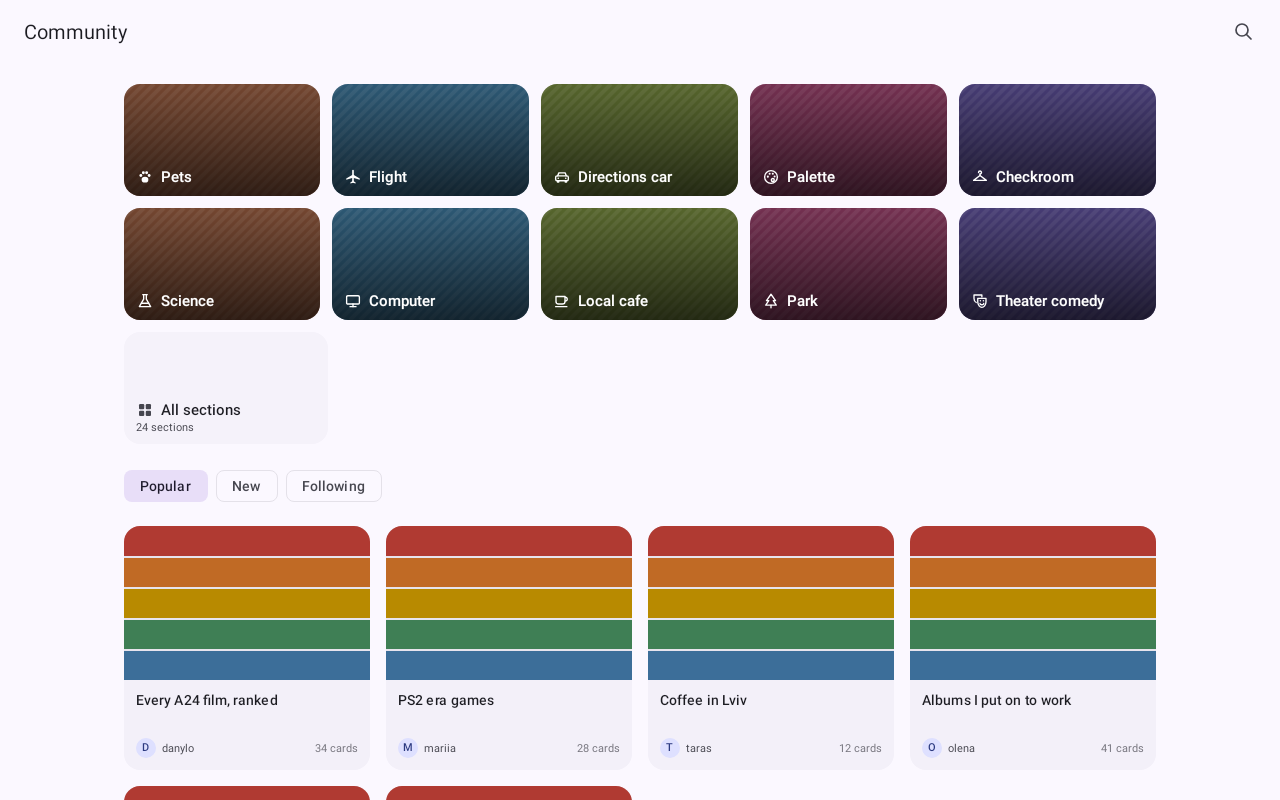 Community
Pets
Flight
Directions car
Palette
Checkroom
Science
Computer
Local cafe
Park
Theater comedy
All sections
24 sections
Popular
New
Following
Every A24 film, ranked
D danylo 34 cards
PS2 era games
M mariia 28 cards
Coffee in Lviv
T taras 12 cards
Albums I put on to work
O olena 41 cards